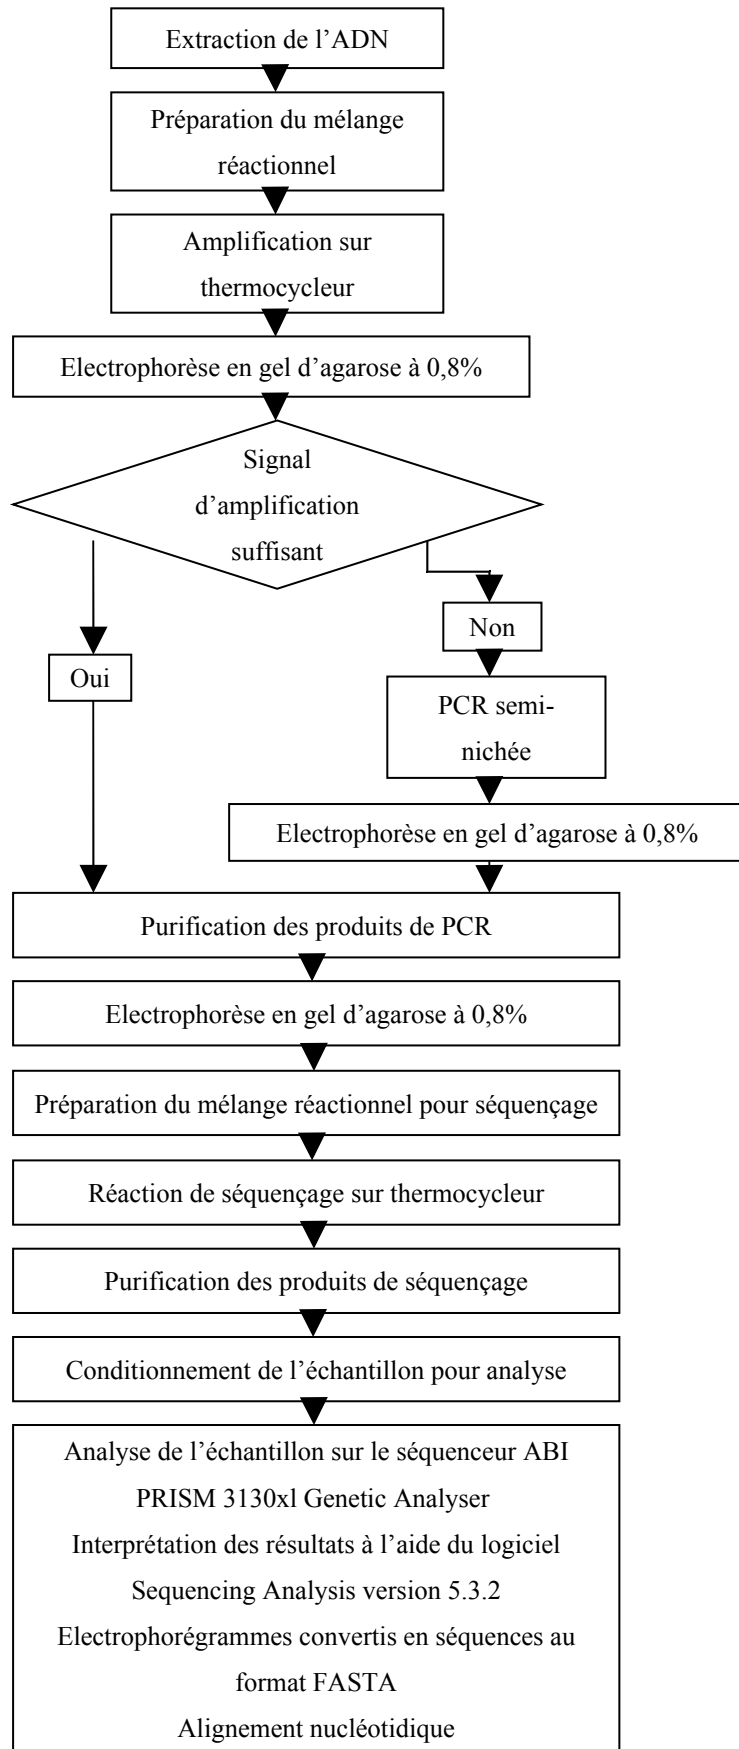 Extraction de l’ADN
Préparation du mélange
réactionnel
Amplification sur
thermocycleur
Electrophorèse en gel d’agarose à 0,8%
Signal
d’amplification
suffisant
Non
Oui
PCR semi-
nichée
Electrophorèse en gel d’agarose à 0,8%
Purification des produits de PCR
Electrophorèse en gel d’agarose à 0,8%
Préparation du mélange réactionnel pour séquençage
Réaction de séquençage sur thermocycleur
Purification des produits de séquençage
Conditionnement de l’échantillon pour analyse
Analyse de l’échantillon sur le séquenceur ABI
PRISM 3130xl Genetic Analyser
Interprétation des résultats à l’aide du logiciel
Sequencing Analysis version 5.3.2
Electrophorégrammes convertis en séquences au
format FASTA
Alignement nucléotidique